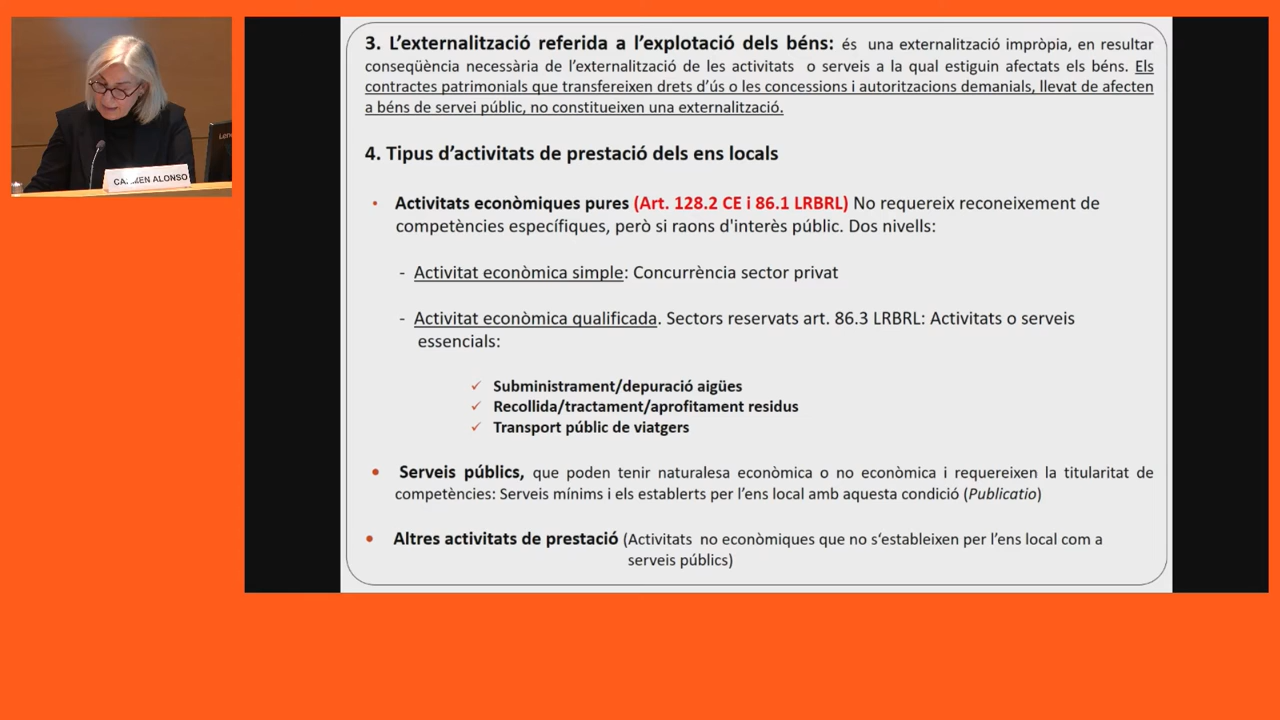 3. L’externalització referida a l’explotació dels béns: és una externalització impròpia, en resultar
conseqüència necessària de l’externalització de les activitats o serveis a la qual estiguin afectats els béns. Els
contractes patrimonials que transfereixen drets d’ús o les concessions i autoritzacions demanials, llevat de afecten
a béns de servei públic, no constitueixen una externalització.
4. Tipus d’activitats de prestació dels ens locals
• Activitats econòmiques pures (Art. 128.2 CE i 86.1 LRBRL) No requereix reconeixement de
competències específiques, però si raons d'interès públic. Dos nivells:
- Activitat econòmica simple: Concurrència sector privat
- Activitat econòmica qualificada. Sectors reservats art. 86.3 LRBRL: Activitats o serveis
essencials:
✓ Subministrament/depuració aigües
✓ Recollida/tractament/aprofitament residus
✓ Transport públic de viatgers
• Serveis públics, que poden tenir naturalesa econòmica o no econòmica i requereixen la titularitat de
competències: Serveis mínims i els establerts per l’ens local amb aquesta condició (Publicatio)
• Altres activitats de prestació (Activitats no econòmiques que no s‘estableixen per l’ens local com a
serveis públics)
CARMEN ALONSO